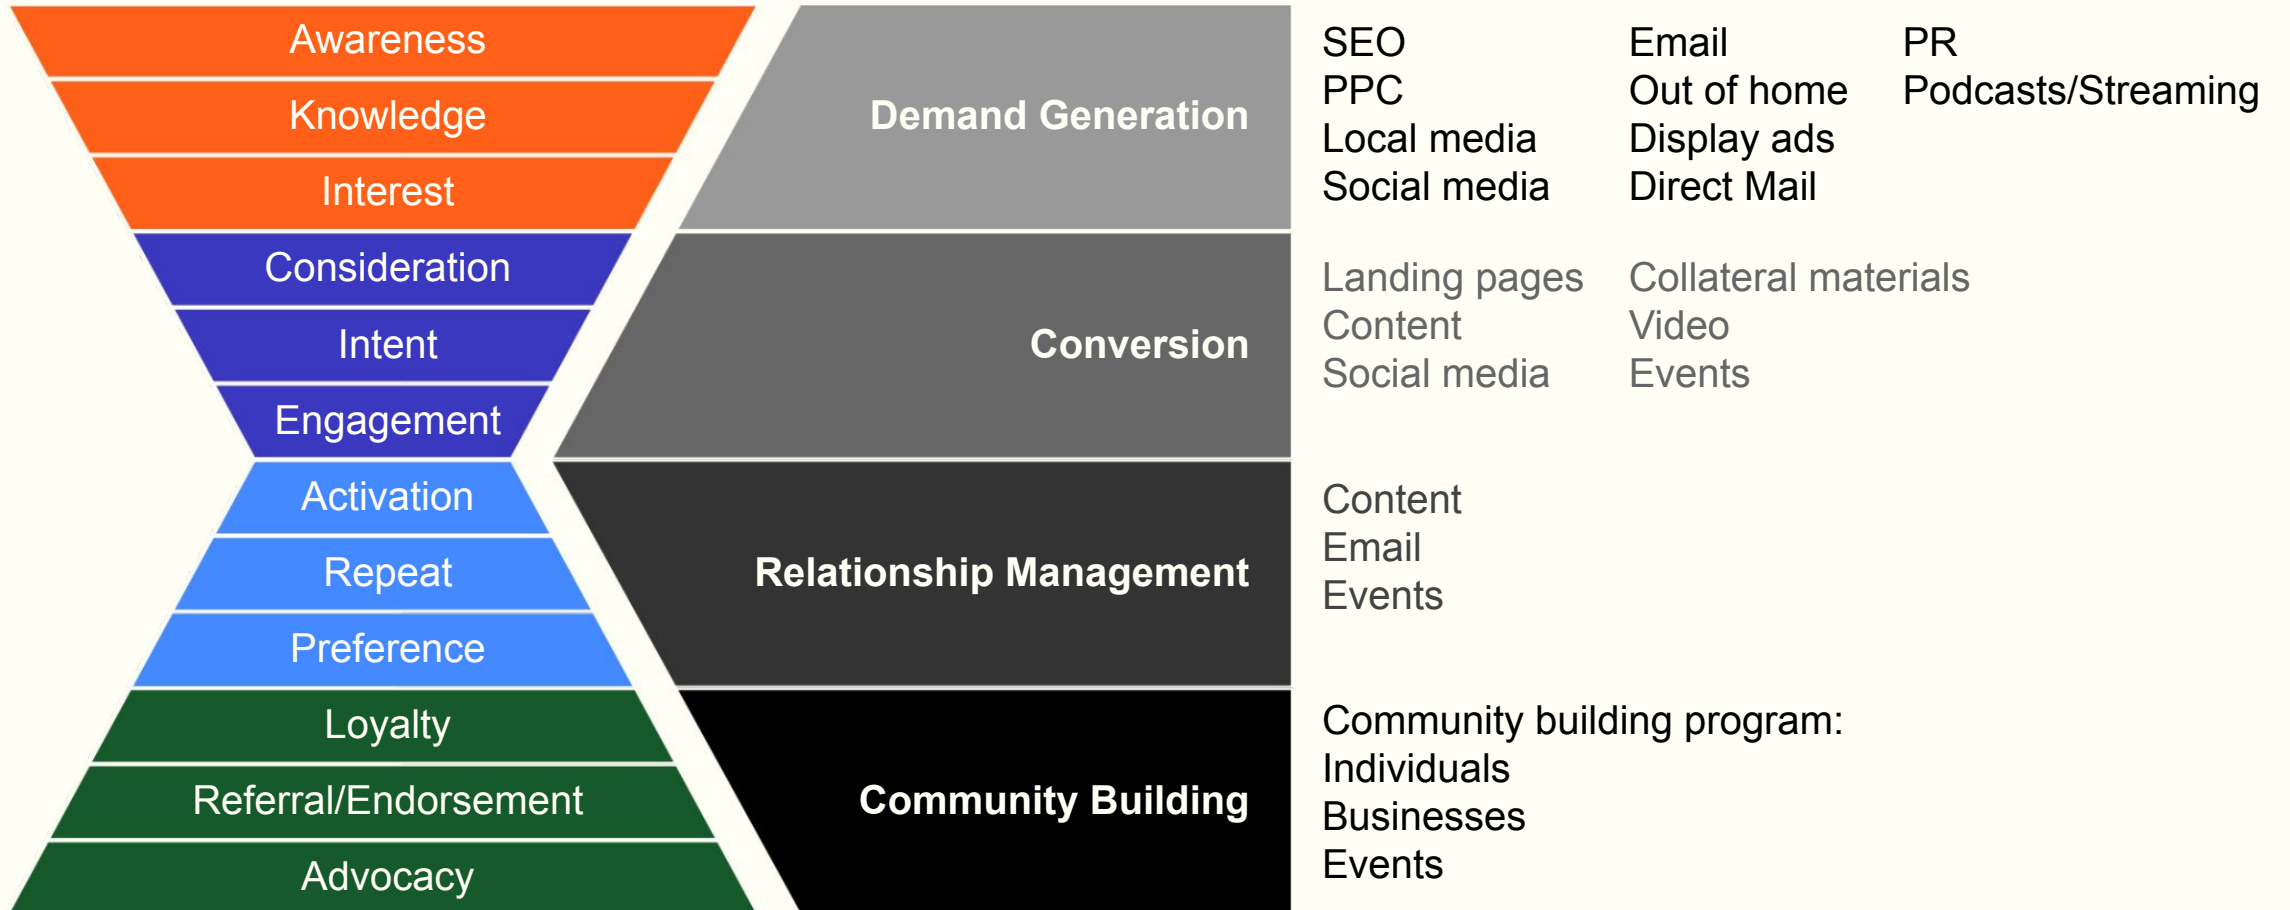 Awareness
Knowledge
Interest
Consideration
Intent
Engagement
Activation
Repeat
Preference
Loyalty
Referral/Endorsement
Advocacy
Demand Generation
Conversion
Relationship Management
Community Building
SEO
PPC
Local media
Social media
Email
Out of home
Display ads
Direct Mail
PR
Podcasts/Streaming
Landing pages
Content
Social media
Collateral materials
Video
Events
Content
Email
Events
Community building program:
Individuals
Businesses
Events